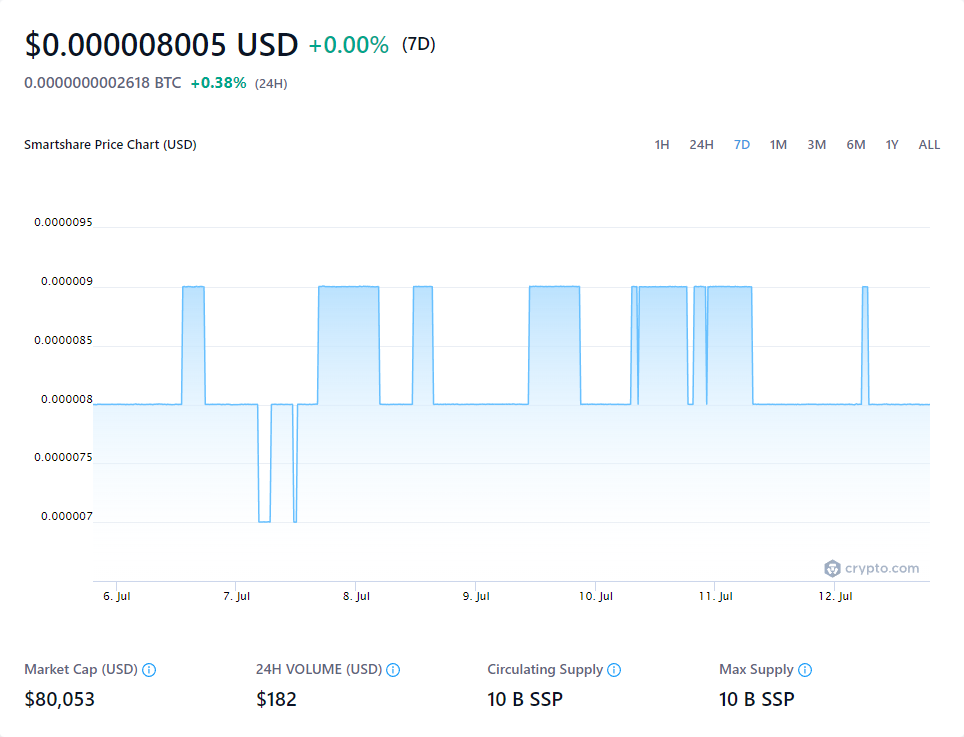 $0.000008005 USD +0.00% (7D)
0.0000000002618 BTC +0.38% (24H)
Smartshare Price Chart (USD) 1H 24H 7D 1M 3M 6M 1Y ALL
0.0000095
0.000009
0.0000085
0.000008
0.0000075
0.000007
crypto.com
6. Jul 7. Jul 8. Jul 9. Jul 10. Jul 11. Jul 12. Jul
Market Cap (USD) 24H VOLUME (USD) Circulating Supply Max Supply
$80,053 $182 10 B SSP 10 B SSP